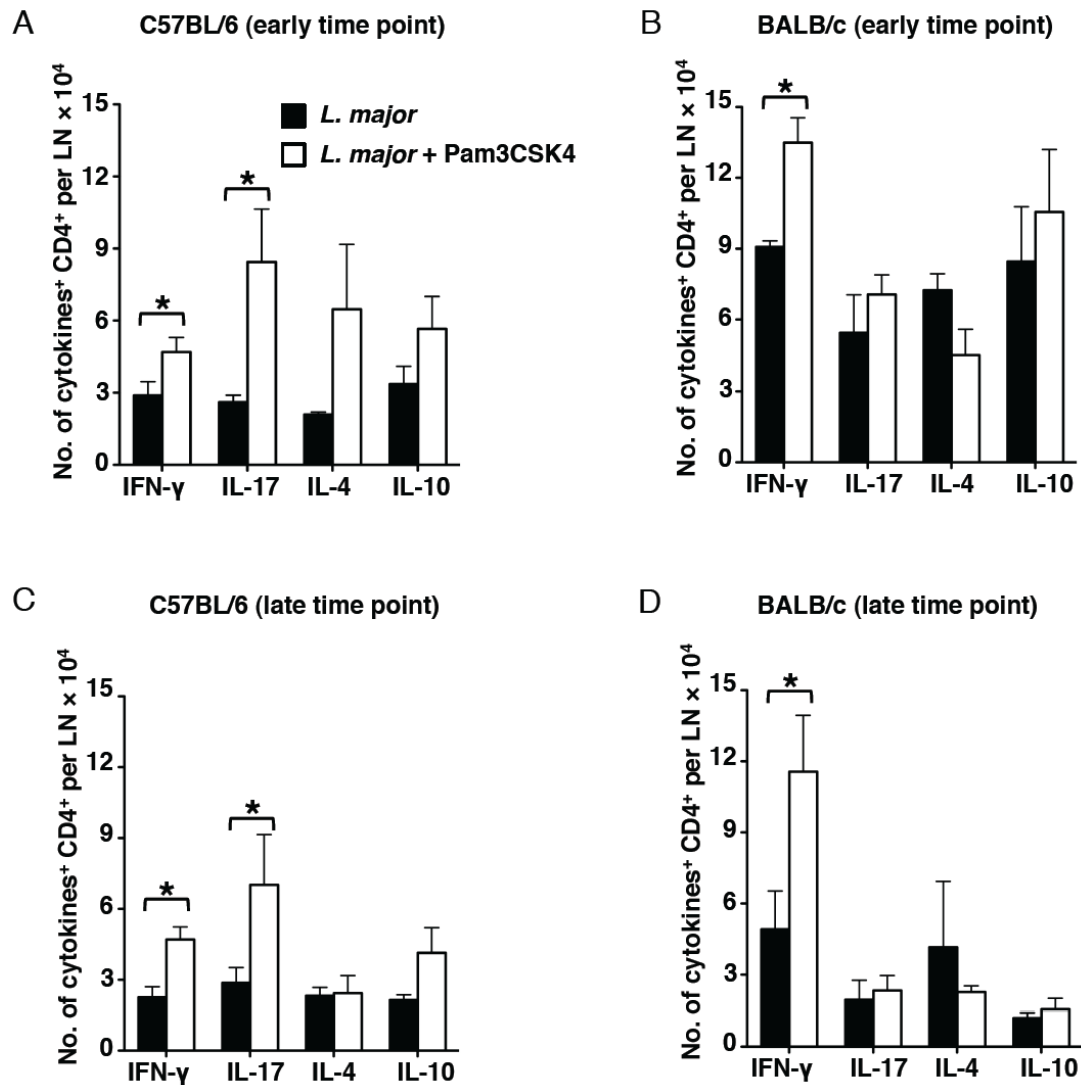 A
C57BL/6 (early time point)
No. of cytokines⁺ CD4⁺ per LN × 10⁴
15
12
9
6
3
0
L. major
L. major + Pam3CSK4
*
*
IFN-γ IL-17 IL-4 IL-10
B
BALB/c (early time point)
No. of cytokines⁺ CD4⁺ per LN × 10⁴
15
12
9
6
3
0
*
IFN-γ IL-17 IL-4 IL-10
C
C57BL/6 (late time point)
No. of cytokines⁺ CD4⁺ per LN × 10⁴
15
12
9
6
3
0
*
*
IFN-γ IL-17 IL-4 IL-10
D
BALB/c (late time point)
No. of cytokines⁺ CD4⁺ per LN × 10⁴
15
12
9
6
3
0
*
IFN-γ IL-17 IL-4 IL-10